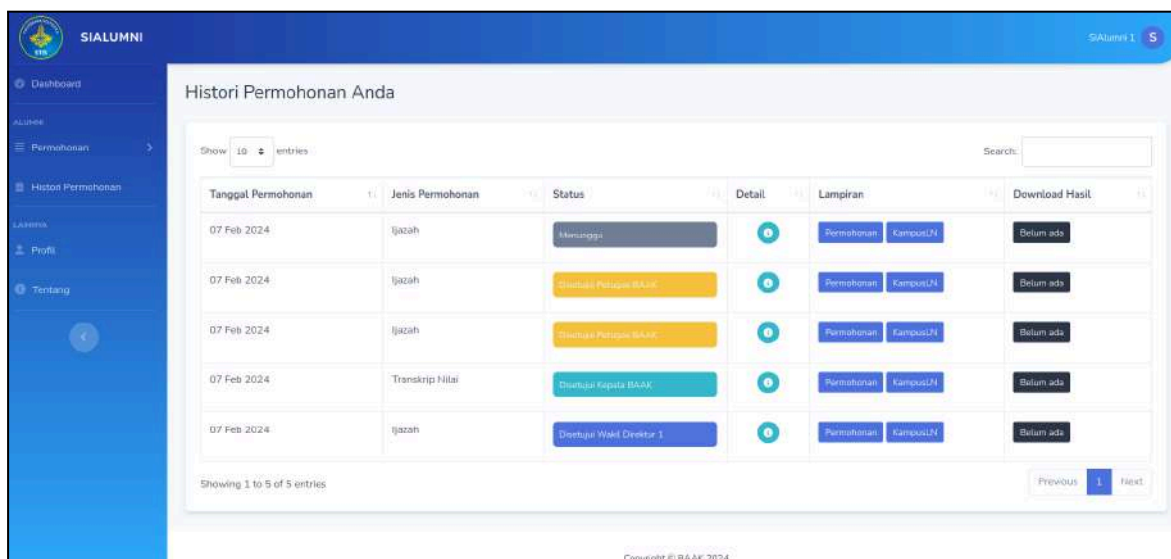 SIALUMNI
SIAlumni 1 S
Dashboard
ALUMNI
Permohonan
Histori Permohonan
LAINNYA
Profil
Tentang
Histori Permohonan Anda
Show 10 entries
Search:
Tanggal Permohonan Jenis Permohonan Status Detail Lampiran Download Hasil
07 Feb 2024 Ijazah Menunggu Permohonan KampusLN Belum ada
07 Feb 2024 Ijazah Disetujui Petugas BAAK Permohonan KampusLN Belum ada
07 Feb 2024 Ijazah Disetujui Petugas BAAK Permohonan KampusLN Belum ada
07 Feb 2024 Transkrip Nilai Disetujui Kepala BAAK Permohonan KampusLN Belum ada
07 Feb 2024 Ijazah Disetujui Wakil Direktur 1 Permohonan KampusLN Belum ada
Showing 1 to 5 of 5 entries
Previous 1 Next
Copyright © BAAK 2024